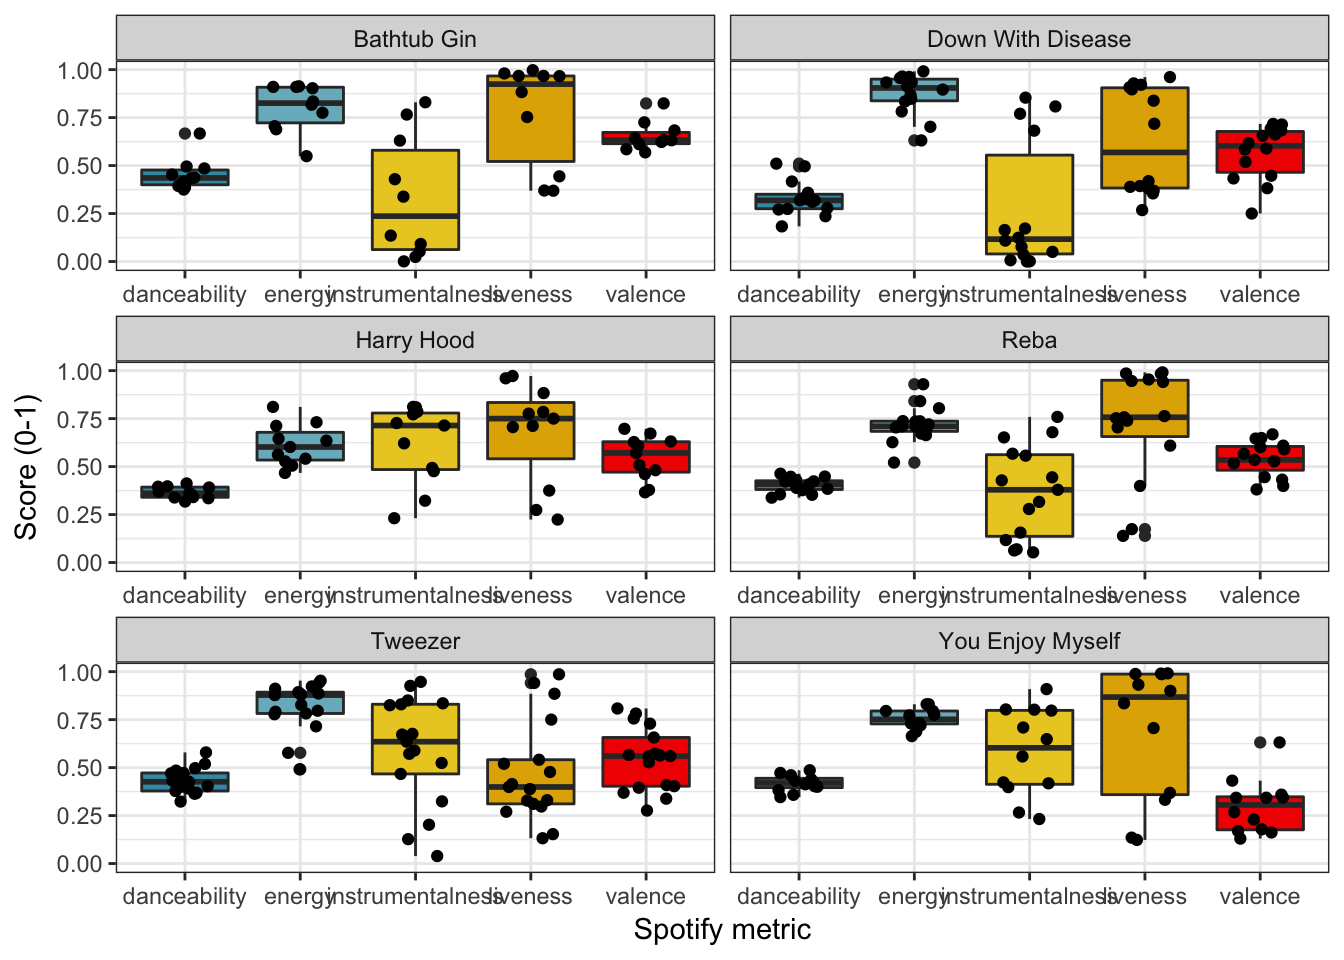 Bathtub Gin
Down With Disease
1.00
0.75
0.50
0.25
0.00
danceability energy instrumentalness liveness valence
danceability energy instrumentalness liveness valence
Harry Hood
Reba
Score (0-1)
1.00
0.75
0.50
0.25
0.00
danceability energy instrumentalness liveness valence
danceability energy instrumentalness liveness valence
Tweezer
You Enjoy Myself
1.00
0.75
0.50
0.25
0.00
danceability energy instrumentalness liveness valence
danceability energy instrumentalness liveness valence
Spotify metric